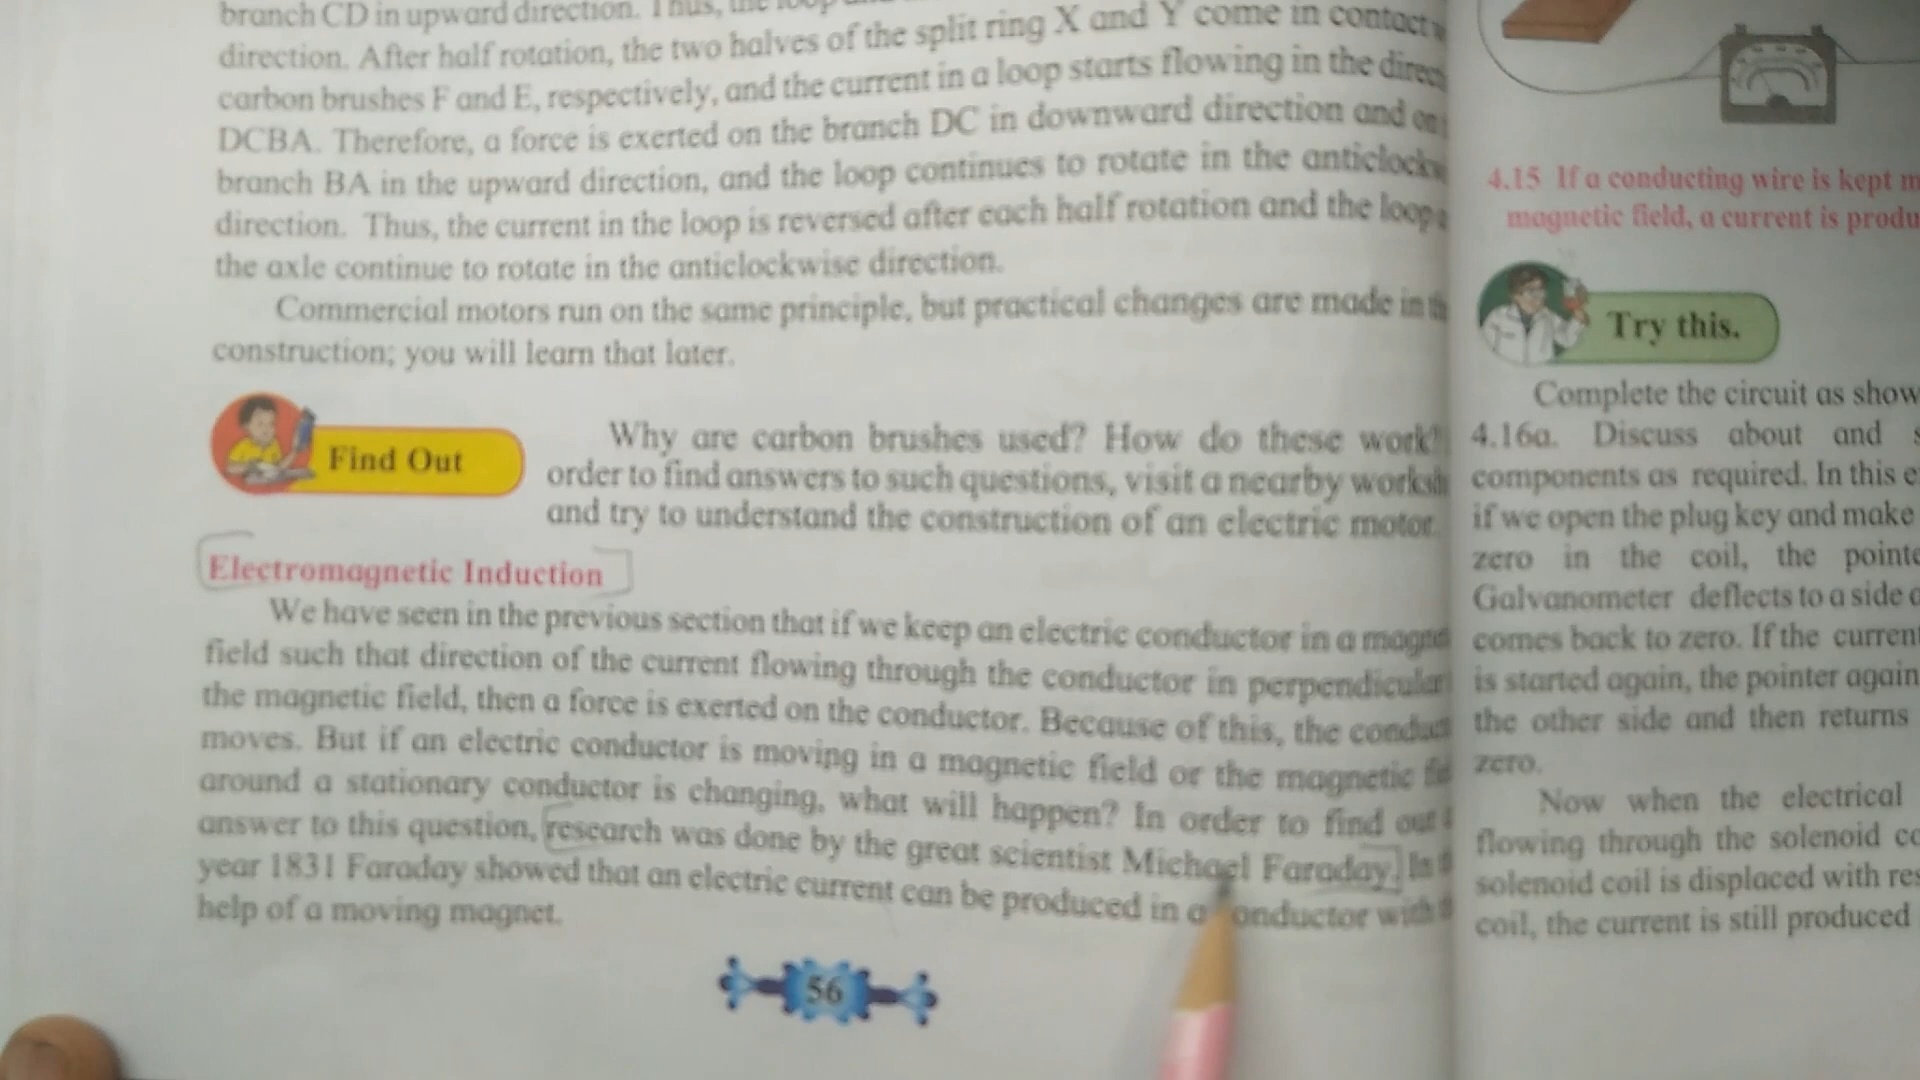 branch CD in upward direction. Thus, the loop
direction. After half rotation, the two halves of the split ring X and Y come in contact
carbon brushes F and E, respectively, and the current in a loop starts flowing in the
DCBA. Therefore, a force is exerted on the branch DC in downward direction and on
branch BA in the upward direction, and the loop continues to rotate in the
direction. Thus, the current in the loop is reversed after each half rotation and the loop
the axle continue to rotate in the anticlockwise direction.
Commercial motors run on the same principle, but practical changes are made in
construction; you will learn that later.
Find Out
Why are carbon brushes used? How do these work?
order to find answers to such questions, visit a nearby
and try to understand the construction of an electric motor.
Electromagnetic Induction
We have seen in the previous section that if we keep an electric conductor in a
field such that direction of the current flowing through the conductor in perpendicular
the magnetic field, then a force is exerted on the conductor. Because of this, the
moves. But if an electric conductor is moving in a magnetic field or the magnetic
around a stationary conductor is changing, what will happen? In order to find out
answer to this question, research was done by the great scientist Michael Faraday. In
year 1831 Faraday showed that an electric current can be produced in a conductor with
help of a moving magnet.
56
4.15 If a conducting wire is kept
magnetic field, a current is produ
Try this.
Complete the circuit as show
4.16a. Discuss about and
components as required. In this
if we open the plug key and make
zero in the coil, the pointe
Galvanometer deflects to a side
comes back to zero. If the current
is started again, the pointer again
the other side and then returns
zero.
Now when the electrical
flowing through the solenoid
solenoid coil is displaced with res
coil, the current is still produced